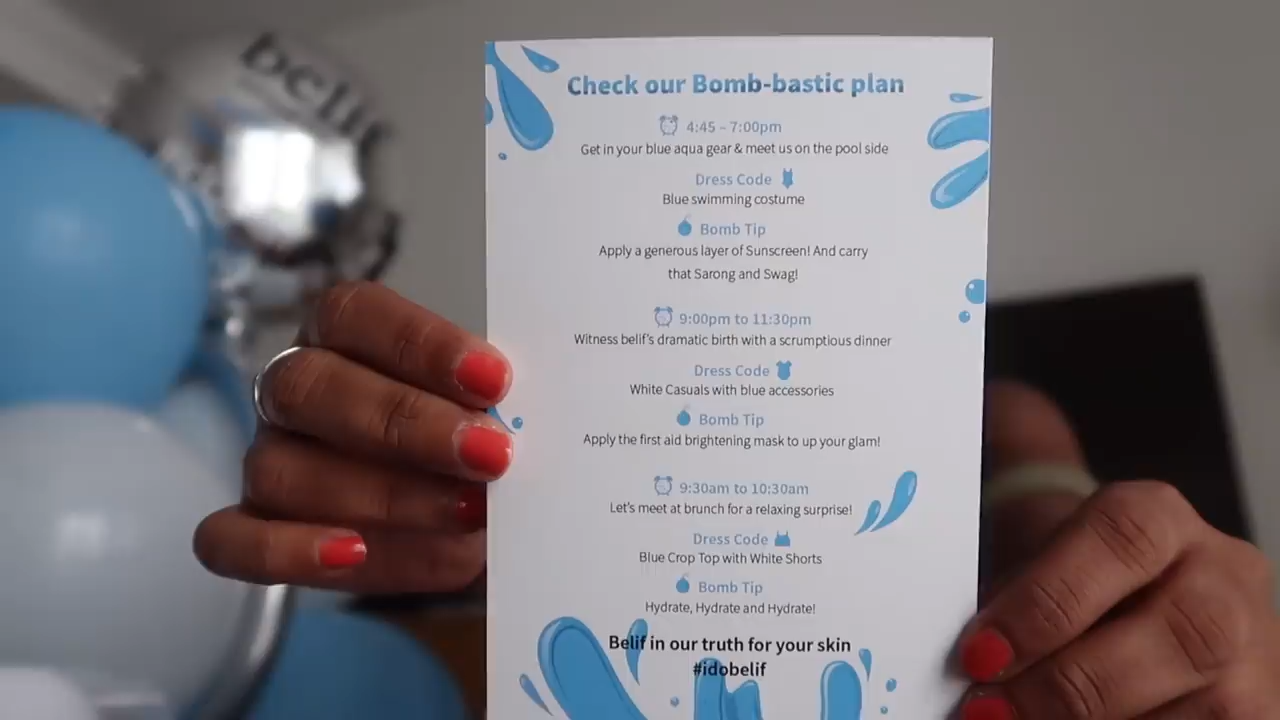 belif
Check our Bomb-bastic plan
4:45 – 7:00pm
Get in your blue aqua gear & meet us on the pool side
Dress Code
Blue swimming costume
Bomb Tip
Apply a generous layer of Sunscreen! And carry
that Sarong and Swag!
9:00pm to 11:30pm
Witness belif's dramatic birth with a scrumptious dinner
Dress Code
White Casuals with blue accessories
Bomb Tip
Apply the first aid brightening mask to up your glam!
9:30am to 10:30am
Let's meet at brunch for a relaxing surprise!
Dress Code
Blue Crop Top with White Shorts
Bomb Tip
Hydrate, Hydrate and Hydrate!
Belif in our truth for your skin
#idobelif